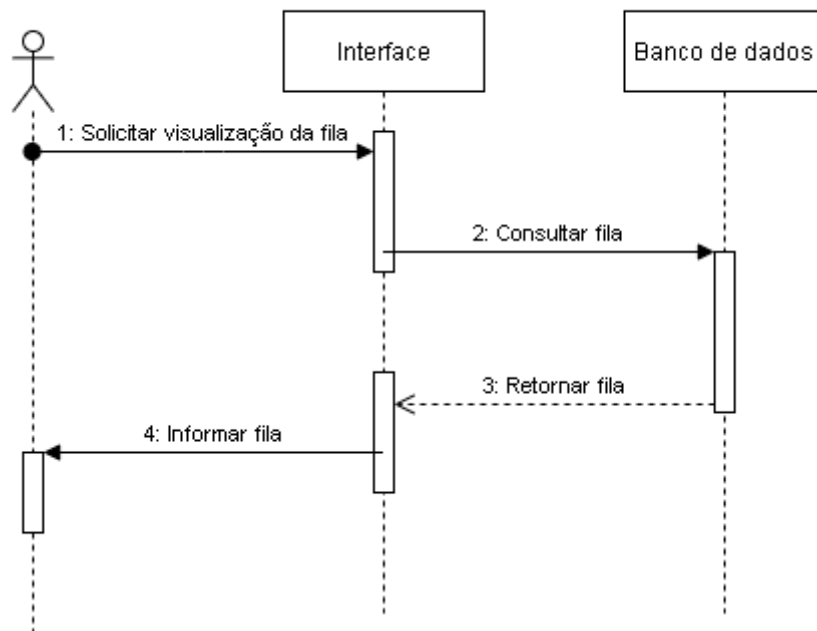 Interface
Banco de dados
1: Solicitar visualização da fila
2: Consultar fila
3: Retornar fila
4: Informar fila